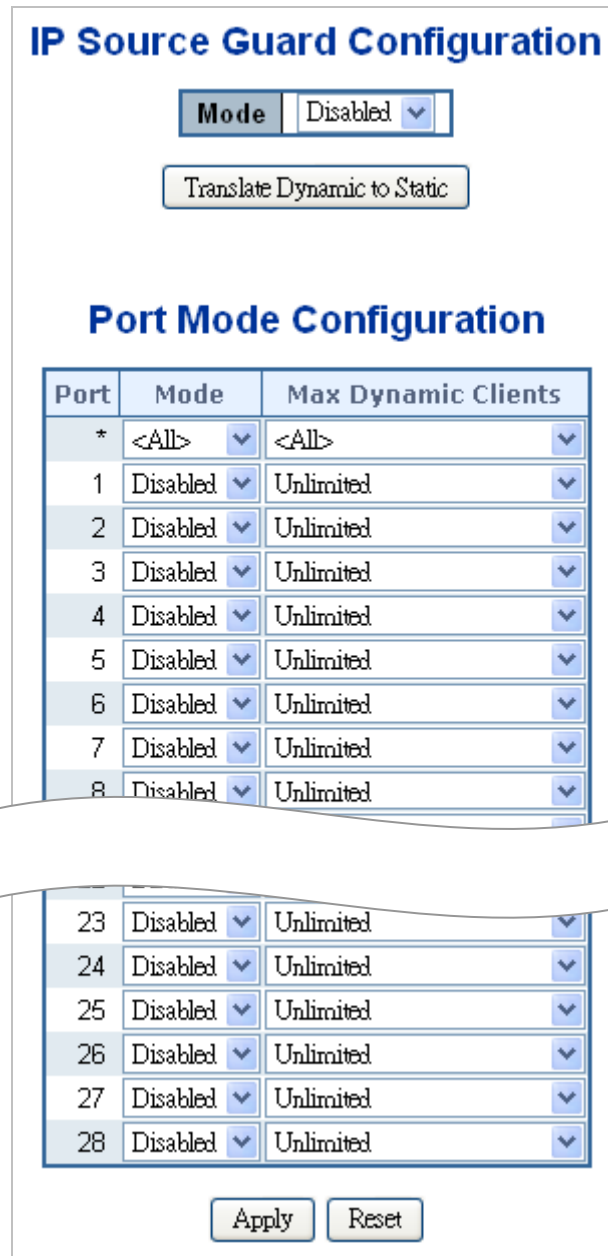 IP Source Guard Configuration
Mode Disabled
Translate Dynamic to Static
Port Mode Configuration
Port Mode Max Dynamic Clients
* <All> <All>
1 Disabled Unlimited
2 Disabled Unlimited
3 Disabled Unlimited
4 Disabled Unlimited
5 Disabled Unlimited
6 Disabled Unlimited
7 Disabled Unlimited
8 Disabled Unlimited
23 Disabled Unlimited
24 Disabled Unlimited
25 Disabled Unlimited
26 Disabled Unlimited
27 Disabled Unlimited
28 Disabled Unlimited
Apply Reset